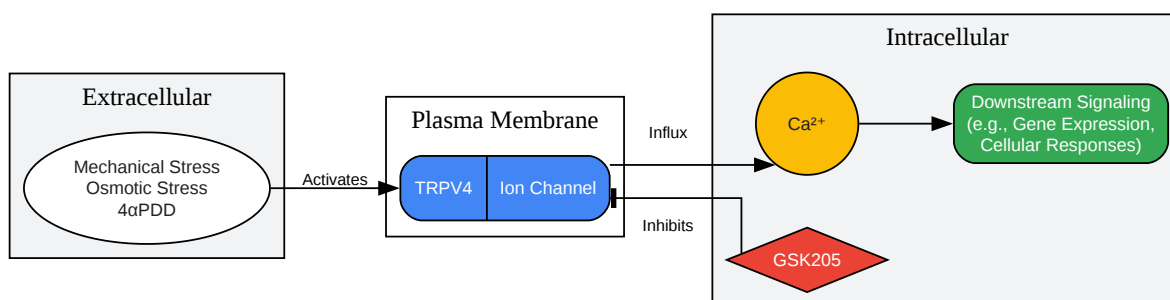 Extracellular
Mechanical Stress
Osmotic Stress
4αPDD
Activates
Plasma Membrane
TRPV4
Ion Channel
Influx
Inhibits
Intracellular
Ca²⁺
Downstream Signaling
(e.g., Gene Expression,
Cellular Responses)
GSK205